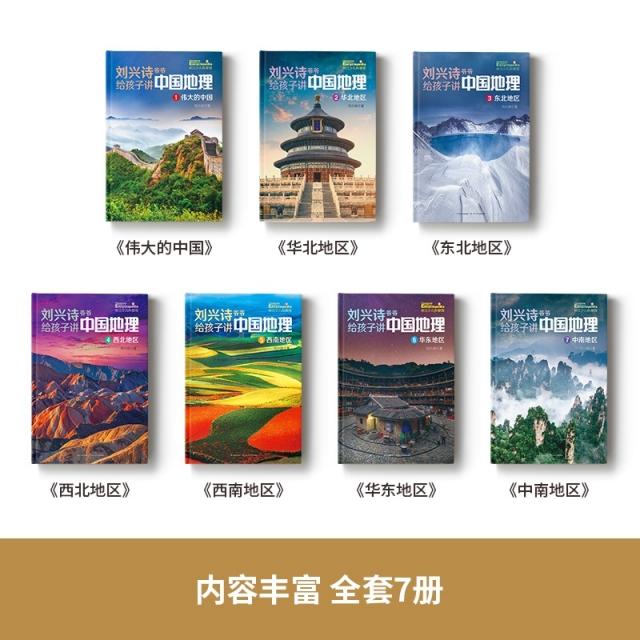 刘兴诗爷爷
给孩子讲 中国地理
1 伟大的中国
《伟大的中国》
刘兴诗爷爷
给孩子讲 中国地理
2 华北地区
《华北地区》
刘兴诗爷爷
给孩子讲 中国地理
3 东北地区
《东北地区》
刘兴诗爷爷
给孩子讲 中国地理
4 西北地区
《西北地区》
刘兴诗爷爷
给孩子讲 中国地理
5 西南地区
《西南地区》
刘兴诗爷爷
给孩子讲 中国地理
6 华东地区
《华东地区》
刘兴诗爷爷
给孩子讲 中国地理
7 中南地区
《中南地区》
内容丰富 全套7册